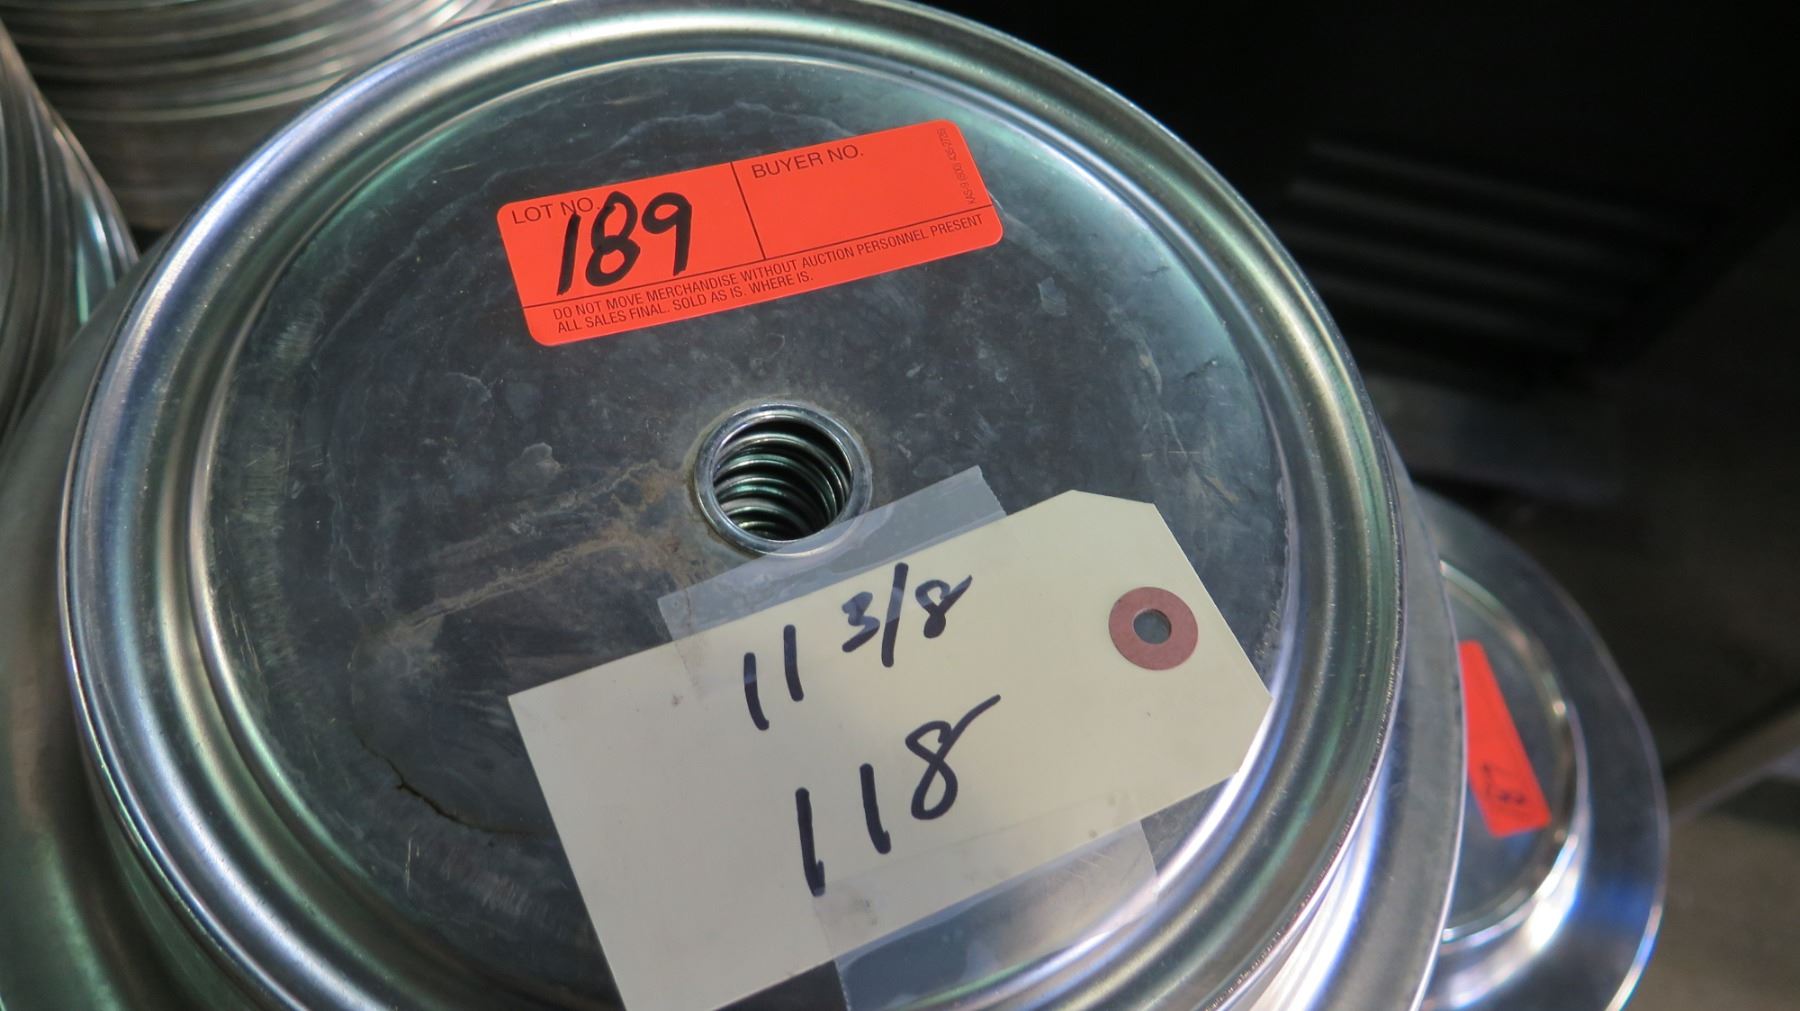 LOT NO.
189
BUYER NO.
DO NOT MOVE MERCHANDISE WITHOUT AUCTION PERSONNEL PRESENT
ALL SALES FINAL. SOLD AS IS. WHERE IS.
11 3/8
118